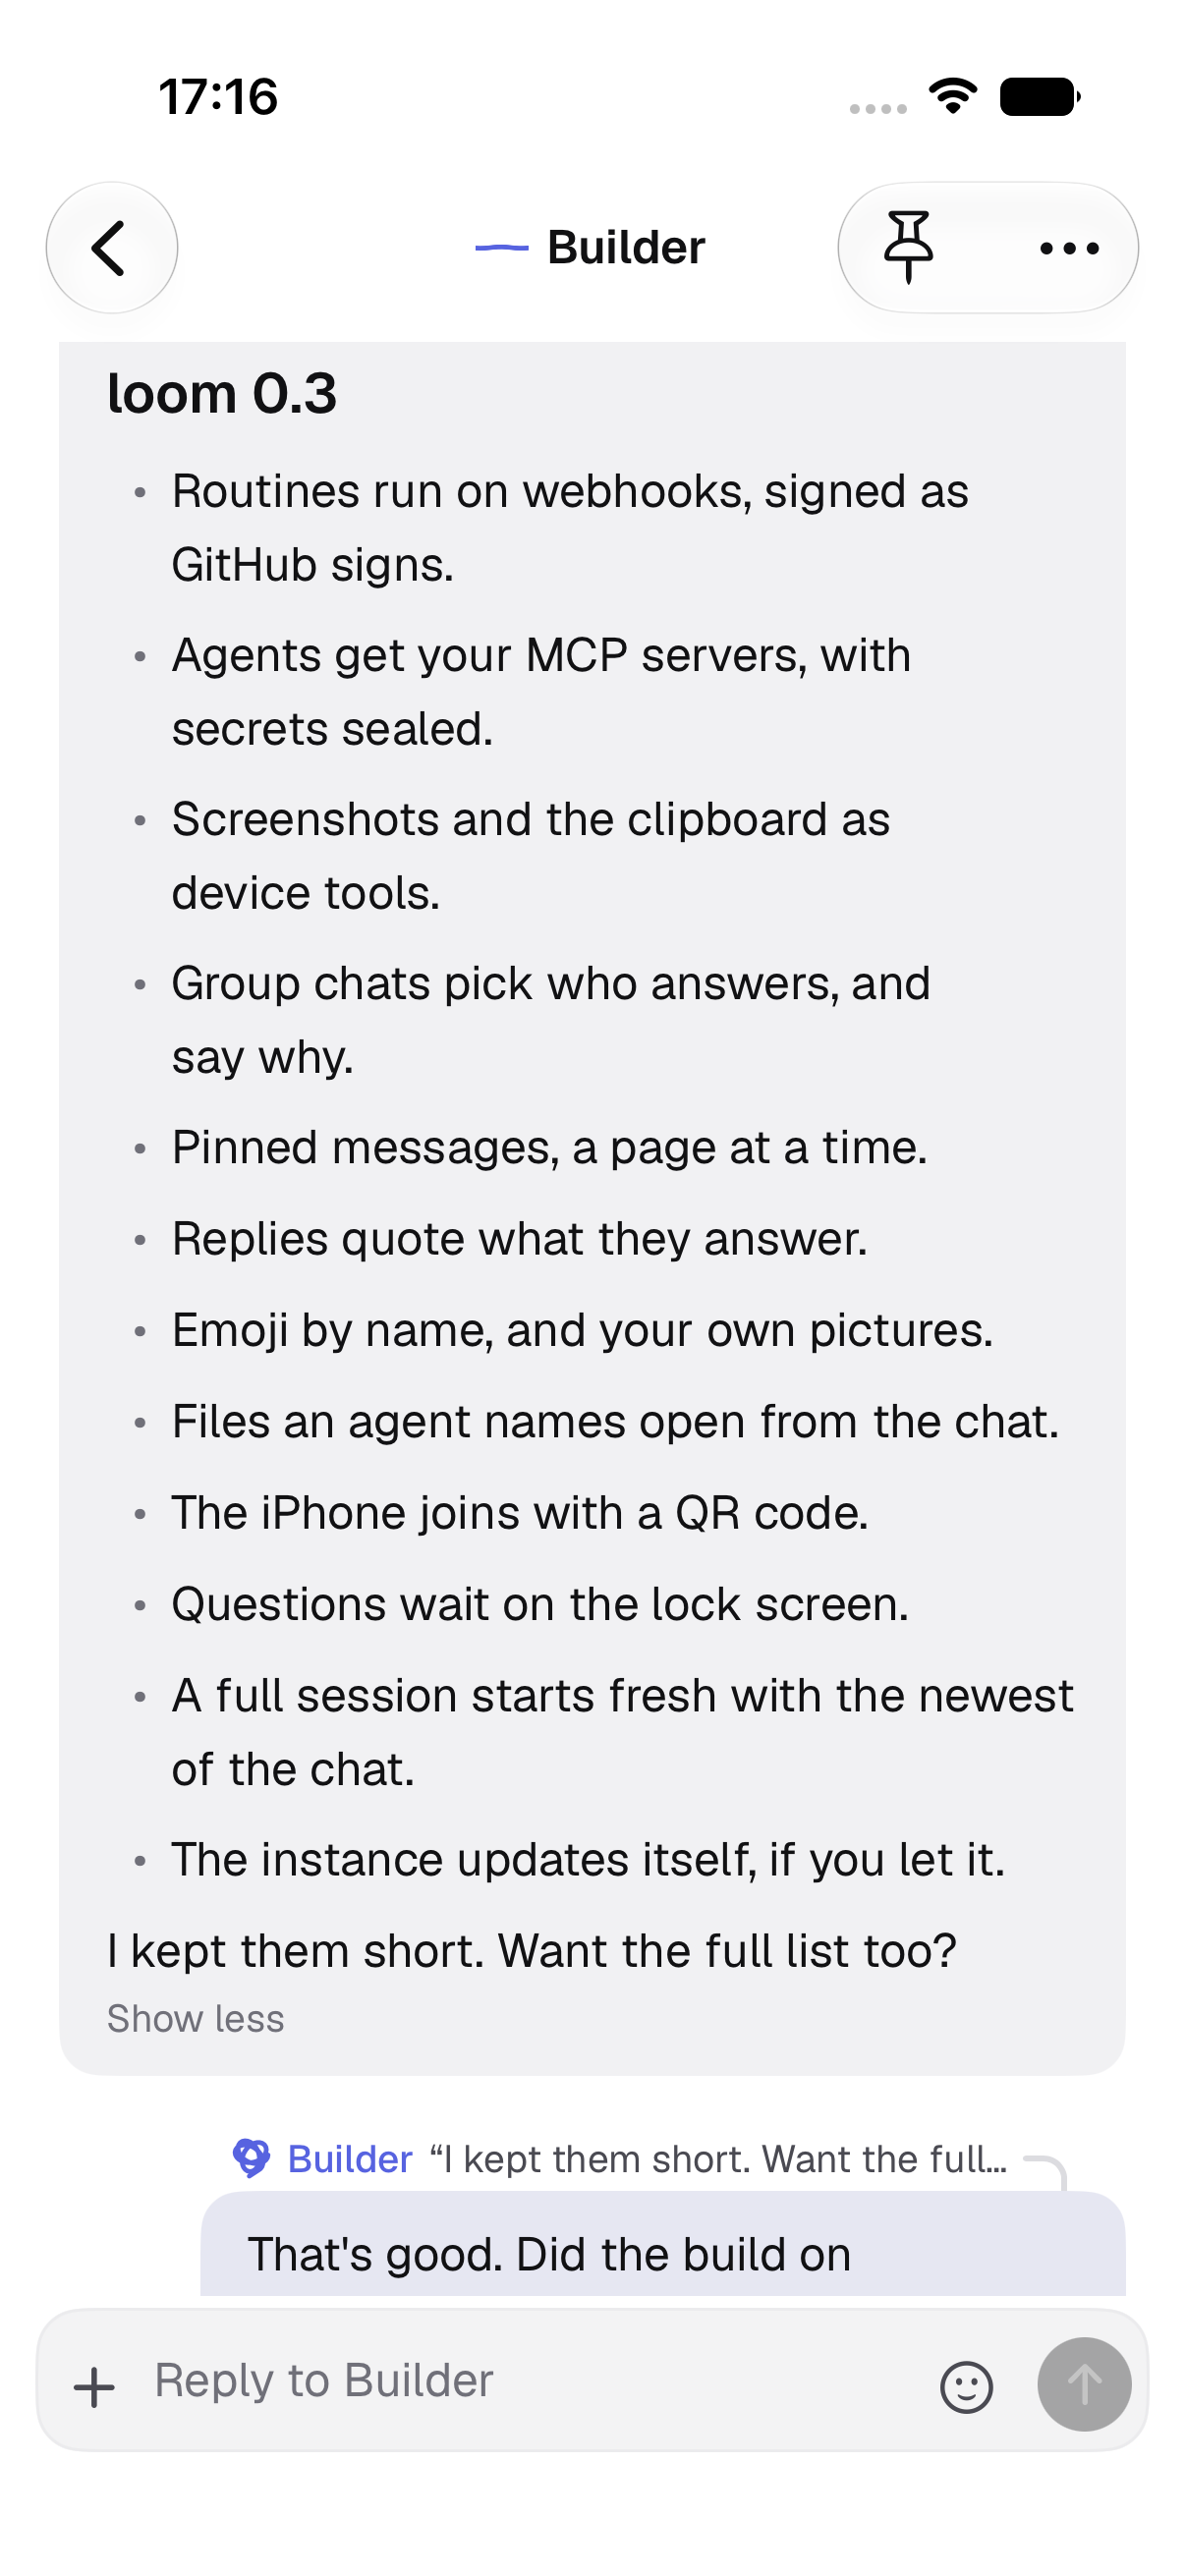 17:16
Builder
loom 0.3
• Routines run on webhooks, signed as
GitHub signs.
• Agents get your MCP servers, with
secrets sealed.
• Screenshots and the clipboard as
device tools.
• Group chats pick who answers, and
say why.
• Pinned messages, a page at a time.
• Replies quote what they answer.
• Emoji by name, and your own pictures.
• Files an agent names open from the chat.
• The iPhone joins with a QR code.
• Questions wait on the lock screen.
• A full session starts fresh with the newest
of the chat.
• The instance updates itself, if you let it.
I kept them short. Want the full list too?
Show less
Builder “I kept them short. Want the full...
That's good. Did the build on
Reply to Builder